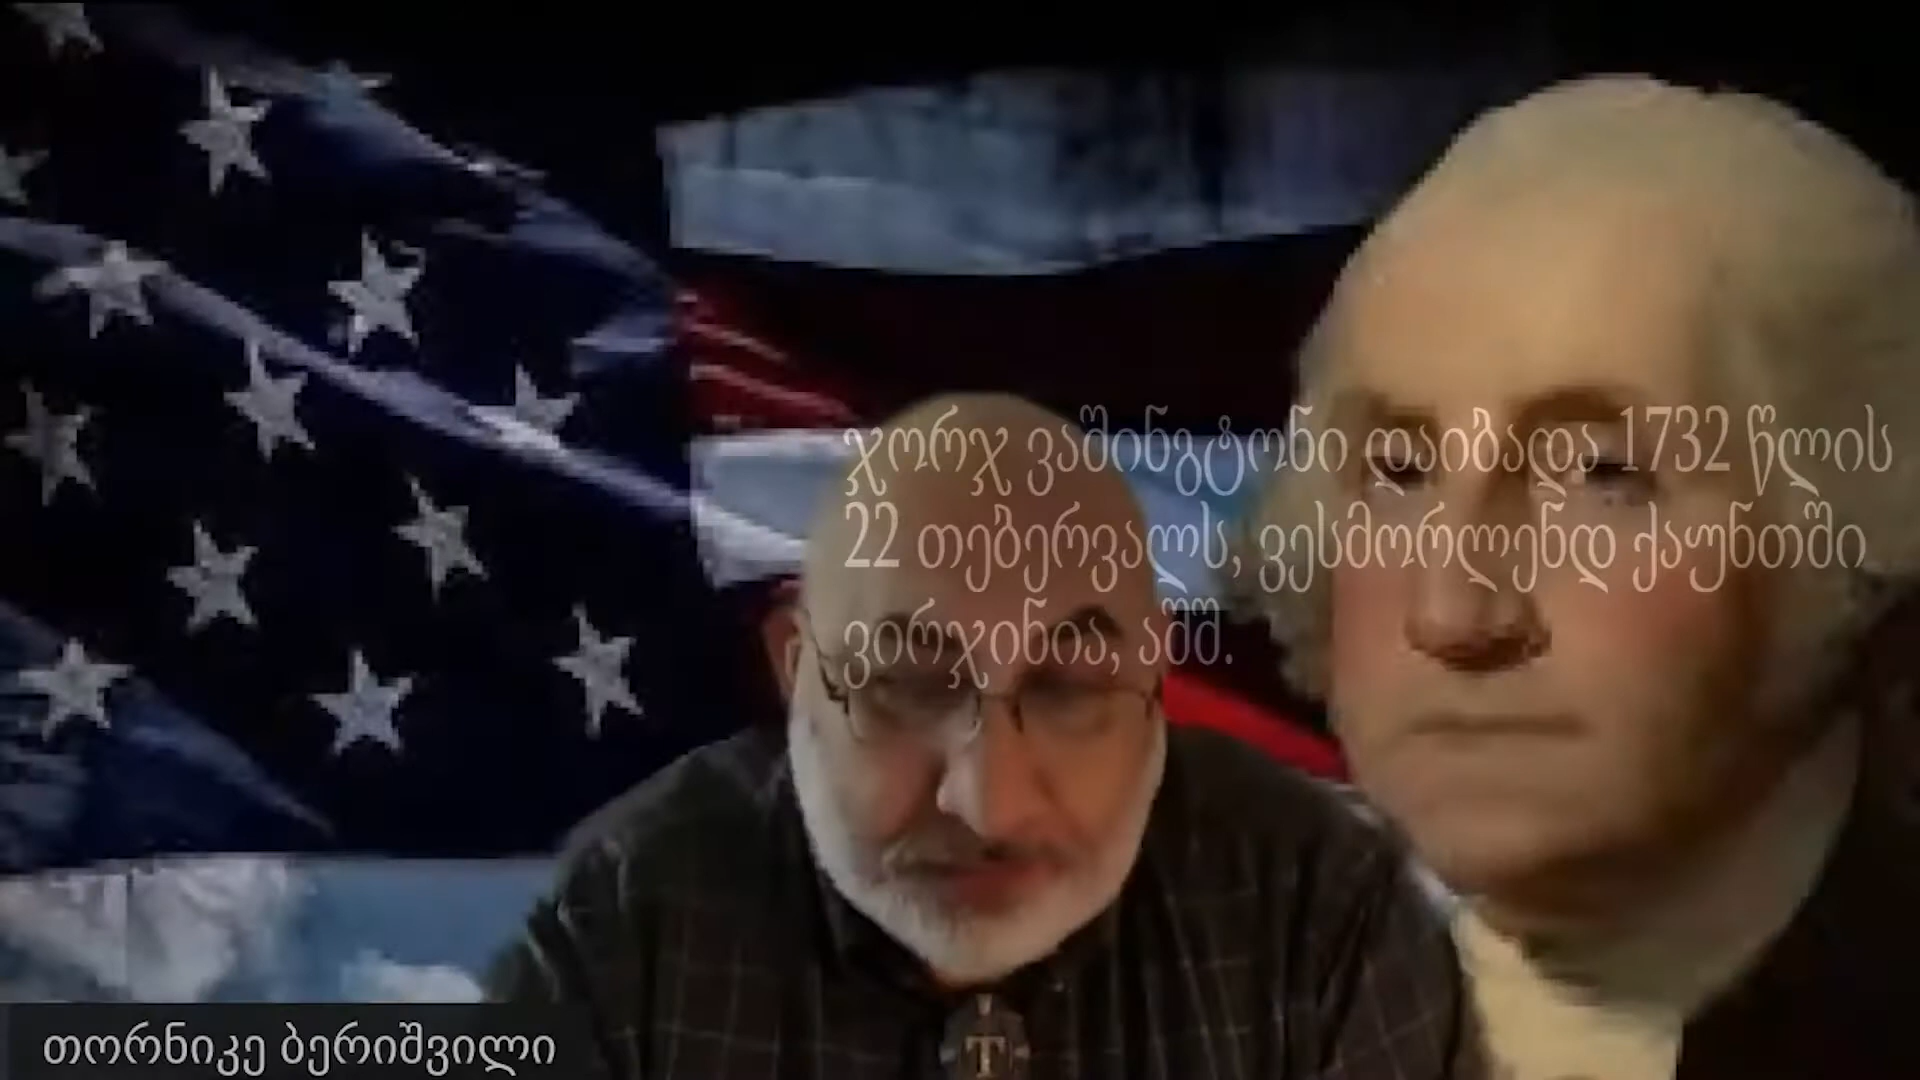 ჯორჯ ვაშინგტონი დაიბადა 1732 წლის
22 თებერვალს, ვესმორლენდ ქაუნთში
ვირჯინია, აშშ.
T
თორნიკე ბერიშვილი